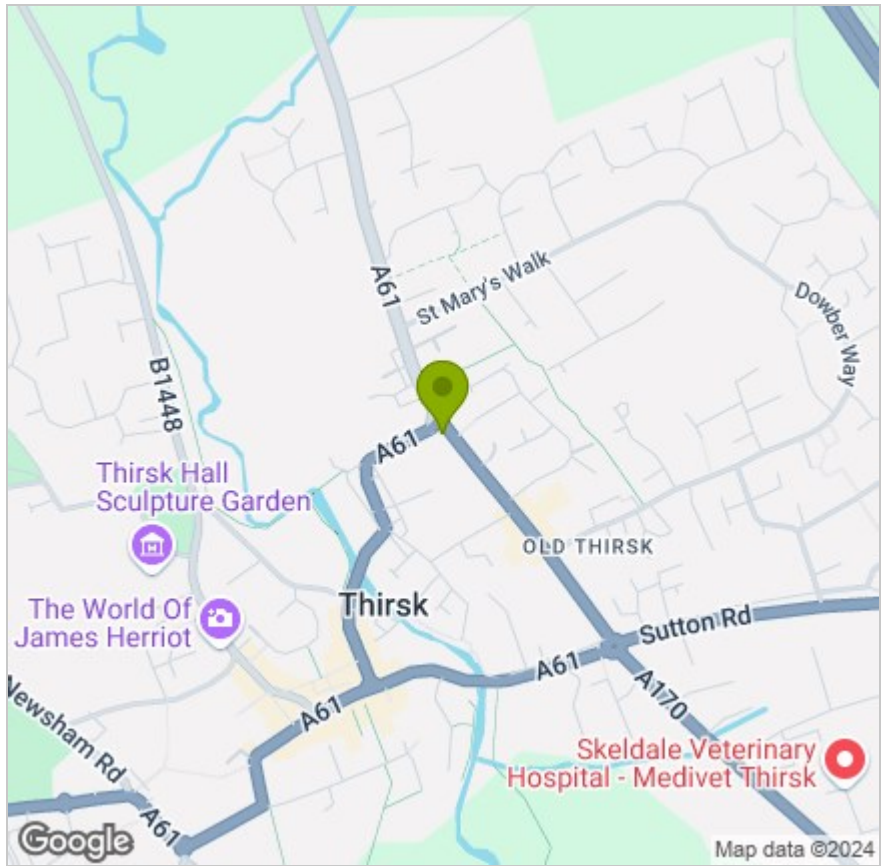 A61
St Mary's Walk
Dowber Way
B1448
A61
Thirsk Hall
Sculpture Garden
OLD THIRSK
The World Of
James Herriot
Thirsk
Sutton Rd
A61
A170
A61
Newsham Rd
Skeldale Veterinary
Hospital - Medivet Thirsk
A61
Google
Map data ©2024